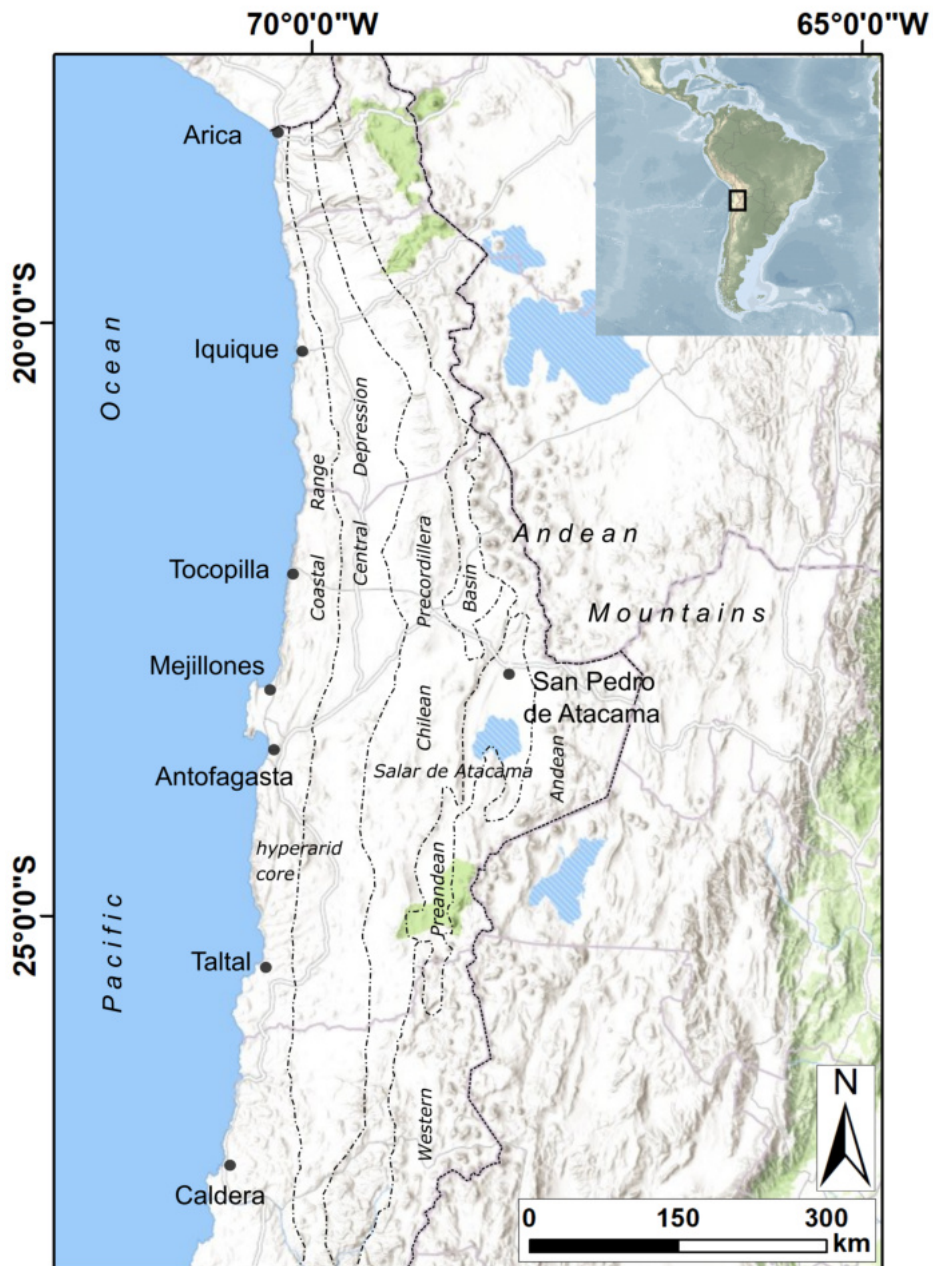 70°0'0"W
65°0'0"W
Arica
20°0'0"S
Iquique
Ocean
Depression
Range
Andean
Central
Precordillera
Tocopilla
Coastal
Basin
Mountains
Mejillones
San Pedro
de Atacama
Chilean
Antofagasta
Salar de Atacama
Andean
hyperarid
core
Preandean
25°0'0"S
Pacific
Taltal
Western
N
Caldera
0 150 300
km